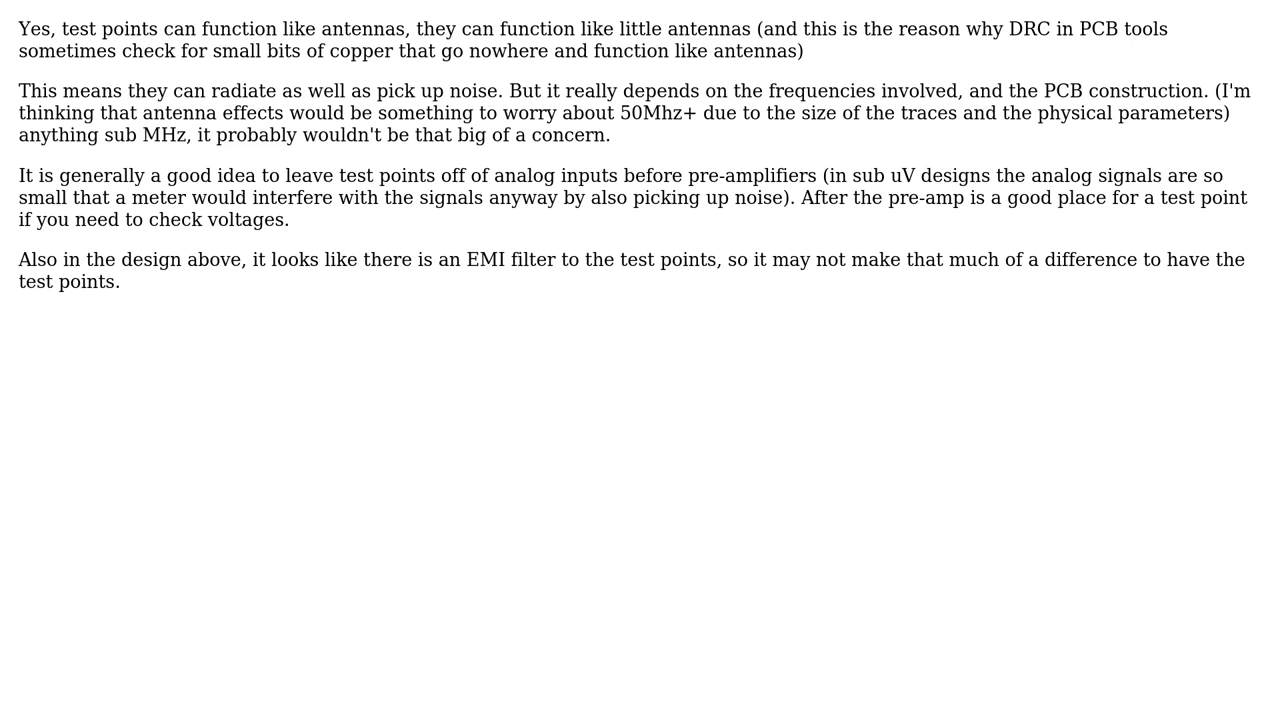 Yes, test points can function like antennas, they can function like little antennas (and this is the reason why DRC in PCB tools
sometimes check for small bits of copper that go nowhere and function like antennas)
This means they can radiate as well as pick up noise. But it really depends on the frequencies involved, and the PCB construction. (I'm
thinking that antenna effects would be something to worry about 50Mhz+ due to the size of the traces and the physical parameters)
anything sub MHz, it probably wouldn't be that big of a concern.
It is generally a good idea to leave test points off of analog inputs before pre-amplifiers (in sub uV designs the analog signals are so
small that a meter would interfere with the signals anyway by also picking up noise). After the pre-amp is a good place for a test point
if you need to check voltages.
Also in the design above, it looks like there is an EMI filter to the test points, so it may not make that much of a difference to have the
test points.